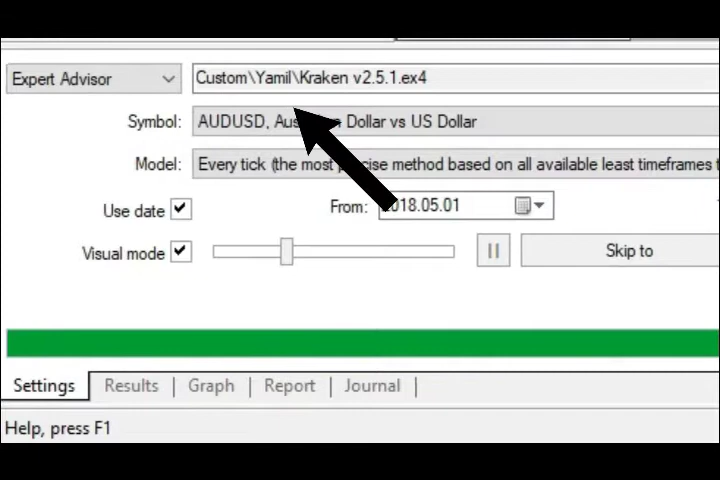 Expert Advisor Custom\Yamil\Kraken v2.5.1.ex4
Symbol: AUDUSD, Aus Dollar vs US Dollar
Model: Every tick (the most precise method based on all available least timeframes t
Use date From: 2018.05.01
Visual mode Skip to
Settings Results Graph Report Journal
Help, press F1